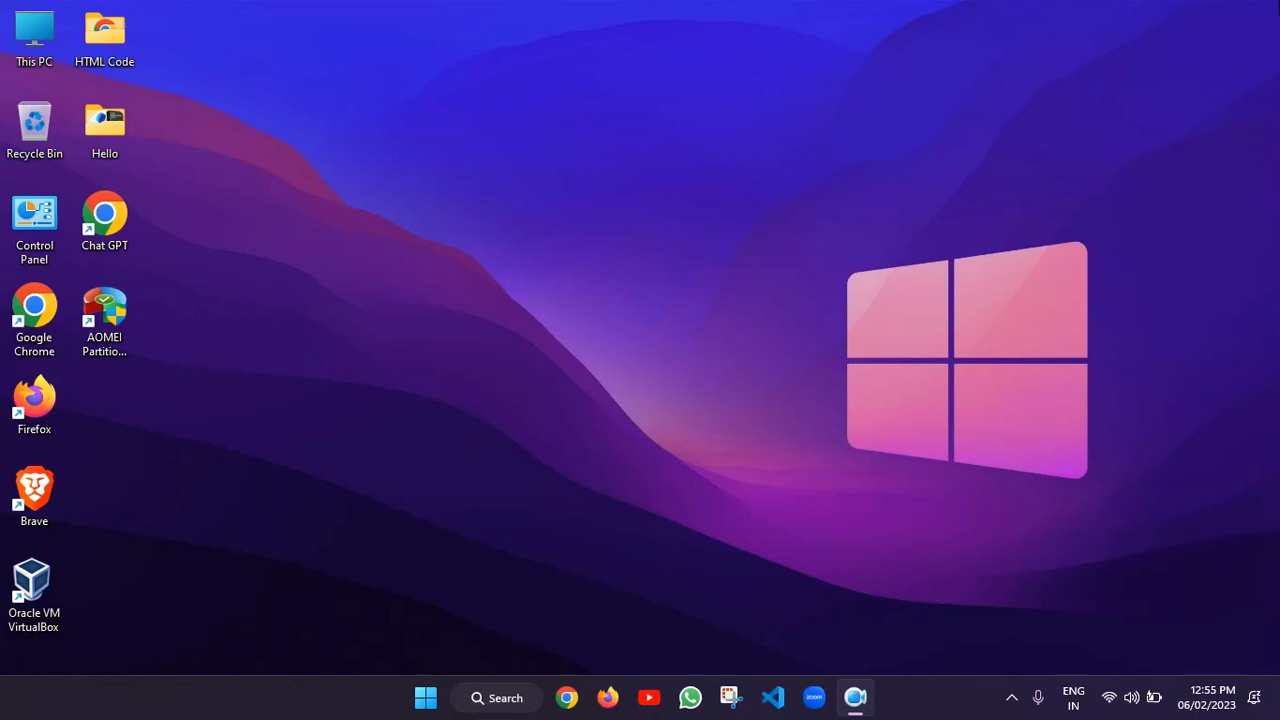 This PC
HTML Code
Recycle Bin
Hello
Control
Panel
Chat GPT
Google
Chrome
AOMEI
Partitio...
Firefox
Brave
Oracle VM
VirtualBox
Search
zoom
ENG
IN
12:55 PM
06/02/2023